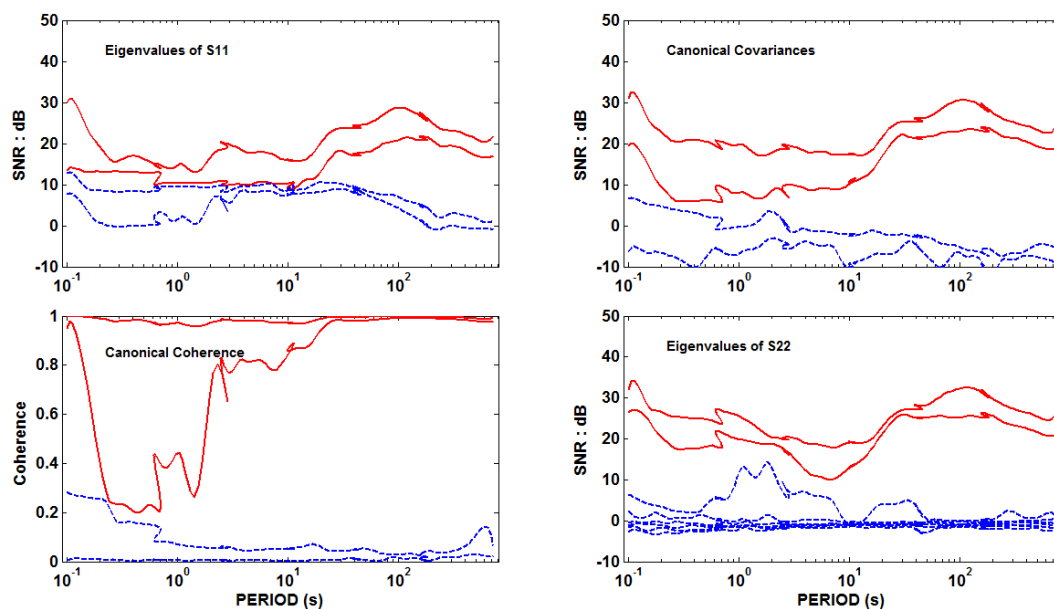 50
40
30
20
10
0
-10
SNR : dB
Eigenvalues of S11
10^-1 10^0 10^1 10^2
50
40
30
20
10
0
-10
SNR : dB
Canonical Covariances
10^-1 10^0 10^1 10^2
1
0.8
0.6
0.4
0.2
0
Coherence
Canonical Coherence
10^-1 10^0 10^1 10^2
PERIOD (s)
50
40
30
20
10
0
-10
SNR : dB
Eigenvalues of S22
10^-1 10^0 10^1 10^2
PERIOD (s)